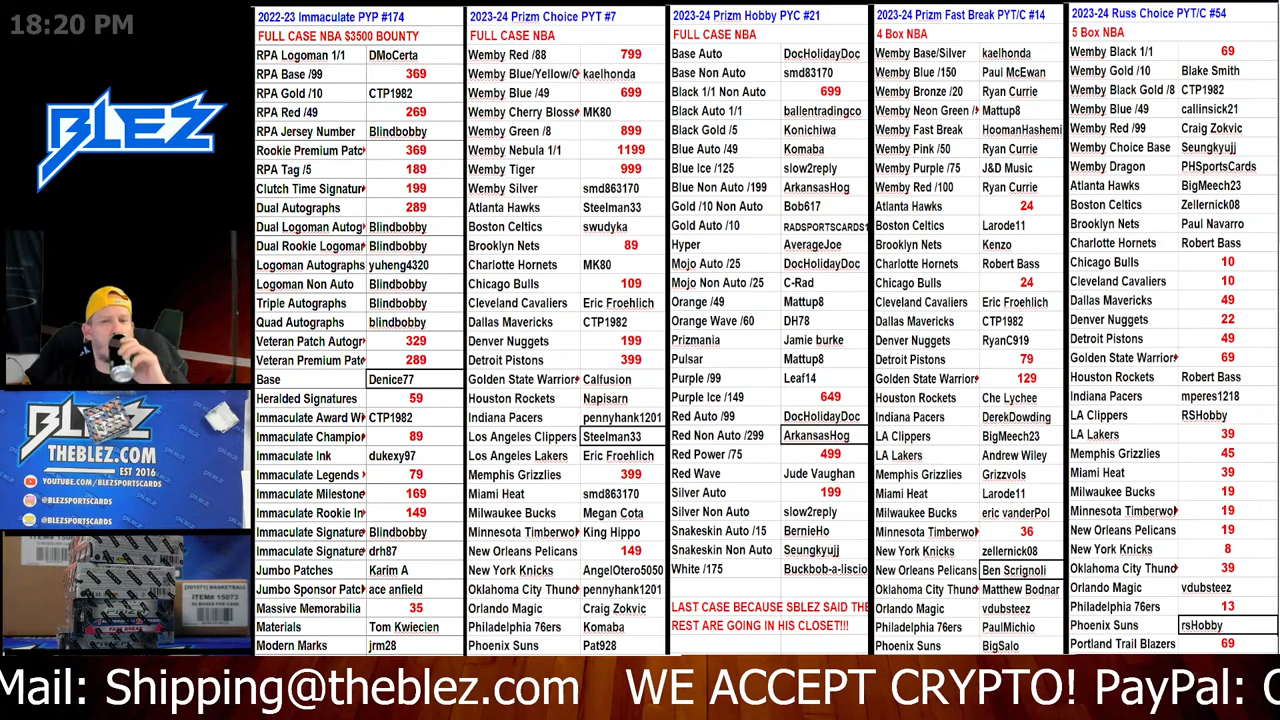 18:20 PM
BLEZ
BLEZ
THEBLEZ.COM
EST 2016
YOUTUBE.COM/BLEZSPORTSCARDS
@BLEZSPORTSCARDS
@BLEZSPORTSCARDS
ITEM# 15073
2022-23 Immaculate PYP #174
FULL CASE NBA $3500 BOUNTY
RPA Logoman 1/1 DMoCerta
RPA Base /99 369
RPA Gold /10 CTP1982
RPA Red /49 269
RPA Jersey Number Blindbobby
Rookie Premium Patc 369
RPA Tag /5 189
Clutch Time Signatur 199
Dual Autographs 289
Dual Logoman Autog Blindbobby
Dual Rookie Logomar Blindbobby
Logoman Autographs yuheng4320
Logoman Non Auto Blindbobby
Triple Autographs Blindbobby
Quad Autographs blindbobby
Veteran Patch Autogr 329
Veteran Premium Pat 289
Base Denice77
Heralded Signatures 59
Immaculate Award Wi CTP1982
Immaculate Champio 89
Immaculate Ink dukexy97
Immaculate Legends 79
Immaculate Milestone 169
Immaculate Rookie In 149
Immaculate Signature Blindbobby
Immaculate Signature drh87
Jumbo Patches Karim A
Jumbo Sponsor Patc ace anfield
Massive Memorabilia 35
Materials Tom Kwiecien
Modern Marks jrm28
2023-24 Prizm Choice PYT #7
FULL CASE NBA
Wemby Red /88 799
Wemby Blue/Yellow/G kaelhonda
Wemby Blue /49 699
Wemby Cherry Bloss MK80
Wemby Green /8 899
Wemby Nebula 1/1 1199
Wemby Tiger 999
Wemby Silver smd863170
Atlanta Hawks Steelman33
Boston Celtics swudyka
Brooklyn Nets 89
Charlotte Hornets MK80
Chicago Bulls 109
Cleveland Cavaliers Eric Froehlich
Dallas Mavericks CTP1982
Denver Nuggets 199
Detroit Pistons 399
Golden State Warrior Calfusion
Houston Rockets Napisarn
Indiana Pacers pennyhank1201
Los Angeles Clippers Steelman33
Los Angeles Lakers Eric Froehlich
Memphis Grizzlies 399
Miami Heat smd863170
Milwaukee Bucks Megan Cota
Minnesota Timberwo King Hippo
New Orleans Pelicans 149
New York Knicks AngelOtero5050
Oklahoma City Thund pennyhank1201
Orlando Magic Craig Zokvic
Philadelphia 76ers Komaba
Phoenix Suns Pat928
2023-24 Prizm Hobby PYC #21
FULL CASE NBA
Base Auto DocHolidayDoc
Base Non Auto smd83170
Black 1/1 Non Auto 699
Black Auto 1/1 ballentradingco
Black Gold /5 Konichiwa
Blue Auto /49 Komaba
Blue Ice /125 slow2reply
Blue Non Auto /199 ArkansasHog
Gold /10 Non Auto Bob617
Gold Auto /10 RADSPORTSCARDS1
Hyper AverageJoe
Mojo Auto /25 DocHolidayDoc
Mojo Non Auto /25 C-Rad
Orange /49 Mattup8
Orange Wave /60 DH78
Prizmania Jamie burke
Pulsar Mattup8
Purple /99 Leaf14
Purple Ice /149 649
Red Auto /99 DocHolidayDoc
Red Non Auto /299 ArkansasHog
Red Power /75 499
Red Wave Jude Vaughan
Silver Auto 199
Silver Non Auto slow2reply
Snakeskin Auto /15 BernieHo
Snakeskin Non Auto Seungkyujj
White /175 Buckbob-a-liscio
LAST CASE BECAUSE SBLEZ SAID THE
REST ARE GOING IN HIS CLOSET!!!
2023-24 Prizm Fast Break PYT/C #14
4 Box NBA
Wemby Base/Silver kaelhonda
Wemby Blue /150 Paul McEwan
Wemby Bronze /20 Ryan Currie
Wemby Neon Green / Mattup8
Wemby Fast Break HoomanHashemi
Wemby Pink /50 Ryan Currie
Wemby Purple /75 J&D Music
Wemby Red /100 Ryan Currie
Atlanta Hawks 24
Boston Celtics Larode11
Brooklyn Nets Kenzo
Charlotte Hornets Robert Bass
Chicago Bulls 24
Cleveland Cavaliers Eric Froehlich
Dallas Mavericks CTP1982
Denver Nuggets RyanC919
Detroit Pistons 79
Golden State Warrior 129
Houston Rockets Che Lychee
Indiana Pacers DerekDowding
LA Clippers BigMeech23
LA Lakers Andrew Wiley
Memphis Grizzlies Grizzvols
Miami Heat Larode11
Milwaukee Bucks eric vanderPol
Minnesota Timberwo 36
New York Knicks zellernick08
New Orleans Pelicans Ben Scrignoli
Oklahoma City Thund Matthew Bodnar
Orlando Magic vdubsteez
Philadelphia 76ers PaulMichio
Phoenix Suns BigSalo
2023-24 Russ Choice PYT/C #54
5 Box NBA
Wemby Black 1/1 69
Wemby Gold /10 Blake Smith
Wemby Black Gold /8 CTP1982
Wemby Blue /49 callinsick21
Wemby Red /99 Craig Zokvic
Wemby Choice Base Seungkyujj
Wemby Dragon PHSportsCards
Atlanta Hawks BigMeech23
Boston Celtics Zellernick08
Brooklyn Nets Paul Navarro
Charlotte Hornets Robert Bass
Chicago Bulls 10
Cleveland Cavaliers 10
Dallas Mavericks 49
Denver Nuggets 22
Detroit Pistons 49
Golden State Warrior 69
Houston Rockets Robert Bass
Indiana Pacers mperes1218
LA Clippers RSHobby
LA Lakers 39
Memphis Grizzlies 45
Miami Heat 39
Milwaukee Bucks 19
Minnesota Timberwo 19
New Orleans Pelicans 19
New York Knicks 8
Oklahoma City Thund 39
Orlando Magic vdubsteez
Philadelphia 76ers 13
Phoenix Suns rsHobby
Portland Trail Blazers 69
Mail: Shipping@theblez.com WE ACCEPT CRYPTO! PayPal: